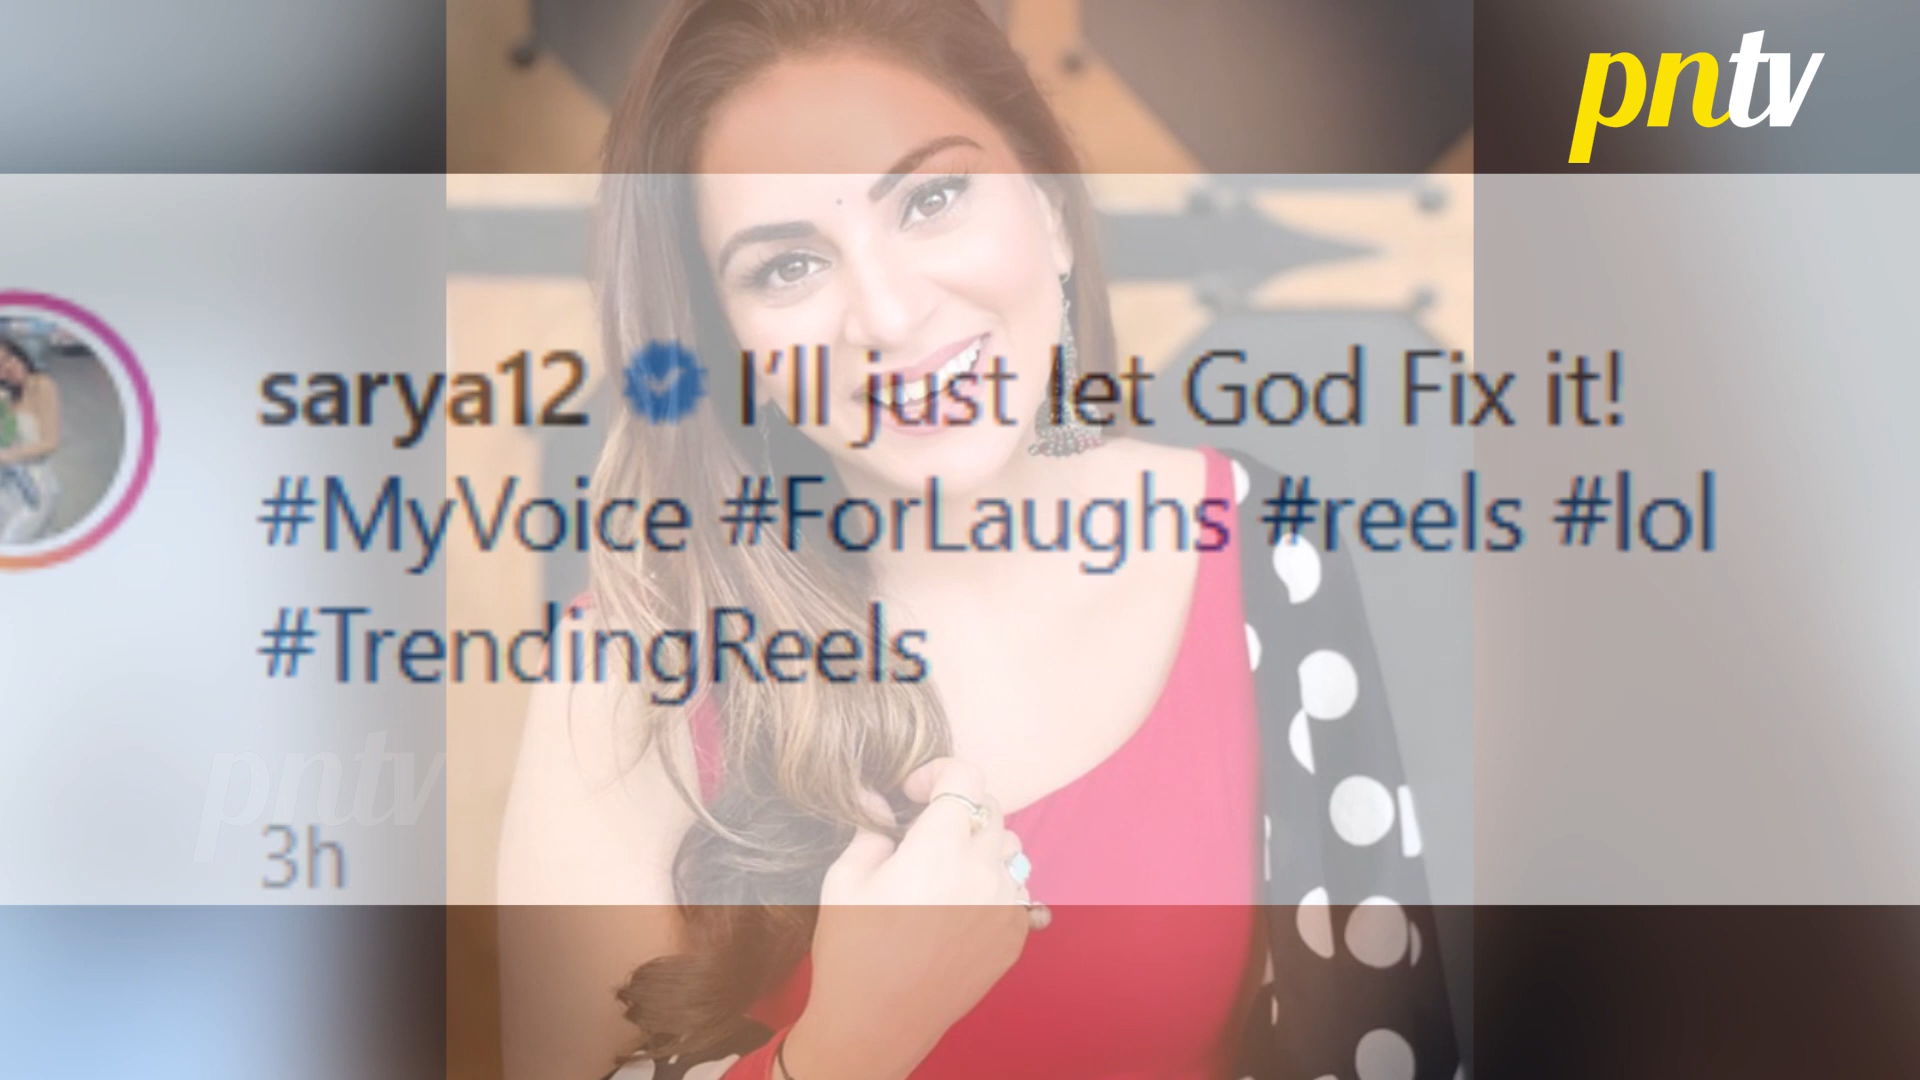 pntv
sarya12 I’ll just let God Fix it!
#MyVoice #ForLaughs #reels #lol
#TrendingReels
pntv
3h